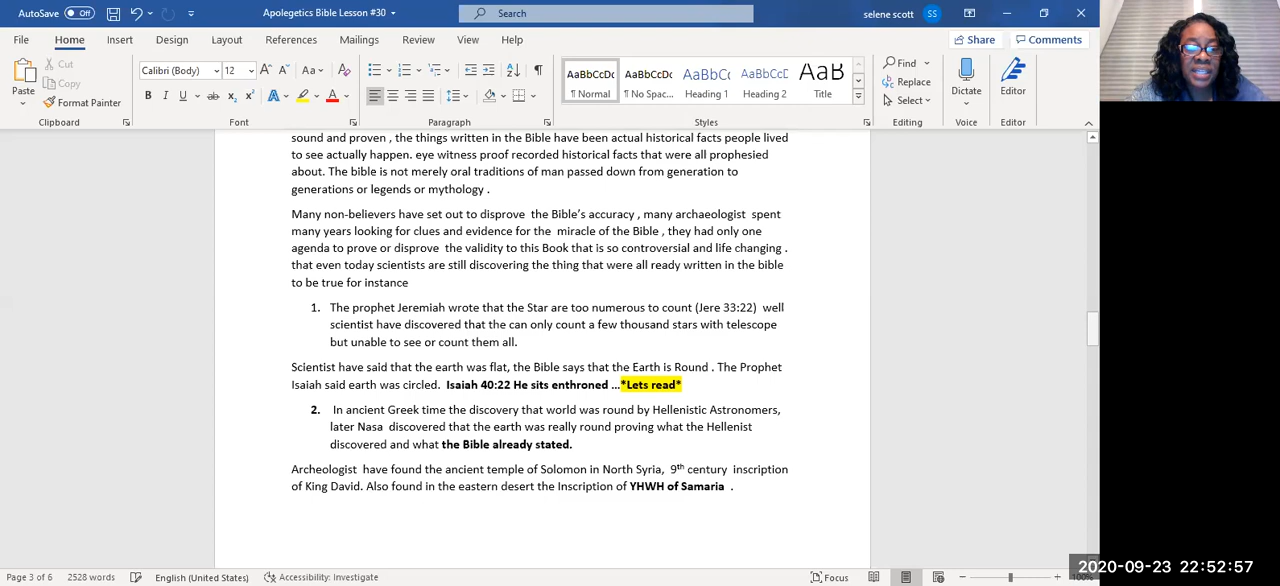 AutoSave Off Apolegetics Bible Lesson #30 Search selene scott SS
File Home Insert Design Layout References Mailings Review View Help Share Comments
Paste Cut Copy Format Painter
Calibri (Body) 12 A A Aa
B I U ab x₂ x² A A
AaBbCcDc AaBbCcDc AaBbC AaBbCcD AaB
¶ Normal ¶ No Spac... Heading 1 Heading 2 Title
Find Replace Select
Dictate Editor
Clipboard Font Paragraph Styles Editing Voice Editor
sound and proven , the things written in the Bible have been actual historical facts people lived
to see actually happen. eye witness proof recorded historical facts that were all prophesied
about. The bible is not merely oral traditions of man passed down from generation to
generations or legends or mythology .
Many non-believers have set out to disprove the Bible's accuracy , many archaeologist spent
many years looking for clues and evidence for the miracle of the Bible , they had only one
agenda to prove or disprove the validity to this Book that is so controversial and life changing .
that even today scientists are still discovering the thing that were all ready written in the bible
to be true for instance
1. The prophet Jeremiah wrote that the Star are too numerous to count (Jere 33:22) well
scientist have discovered that the can only count a few thousand stars with telescope
but unable to see or count them all.
Scientist have said that the earth was flat, the Bible says that the Earth is Round . The Prophet
Isaiah said earth was circled. Isaiah 40:22 He sits enthroned ...*Lets read*
2. In ancient Greek time the discovery that world was round by Hellenistic Astronomers,
later Nasa discovered that the earth was really round proving what the Hellenist
discovered and what the Bible already stated.
Archeologist have found the ancient temple of Solomon in North Syria, 9th century inscription
of King David. Also found in the eastern desert the Inscription of YHWH of Samaria .
Page 3 of 6 2528 words English (United States) Accessibility: Investigate Focus 100%
2020-09-23 22:52:57